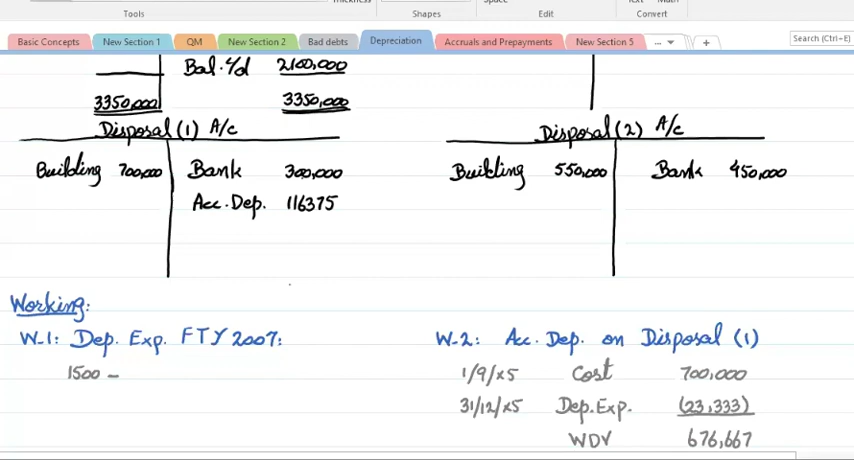 Tools Shapes Edit Convert
Basic Concepts New Section 1 QM New Section 2 Bad debts Depreciation Accruals and Prepayments New Section 5 ... + Search (Ctrl+E)
Bal. c/d 2100,000
3350,000 3350,000
Disposal (1) A/c
Building 700,000 Bank 300,000
Acc. Dep. 116375
Disposal (2) A/c
Building 550,000 Bank 450,000
Working:
W-1: Dep. Exp. FTY 2007:
1500 -
W-2: Acc. Dep. on Disposal (1)
1/9/x5 Cost 700,000
31/12/x5 Dep. Exp. (23,333)
WDV 676,667